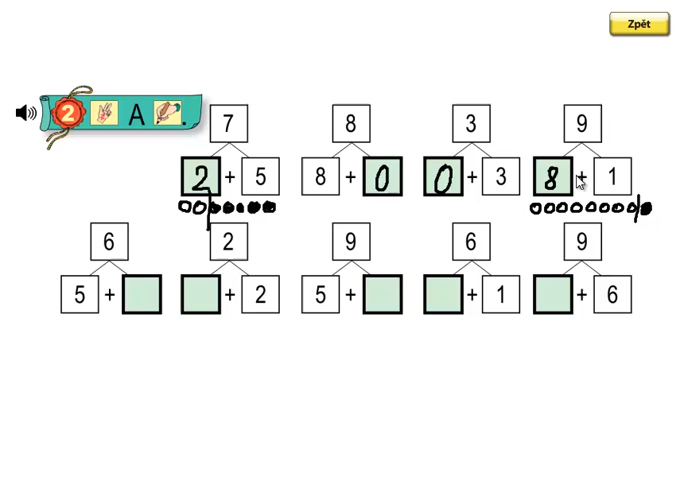 Zpět
2 A .
7 8 3 9
2 + 5 8 + 0 0 + 3 8 + 1
6 2 9 6 9
5 + + 2 5 + + 1 + 6